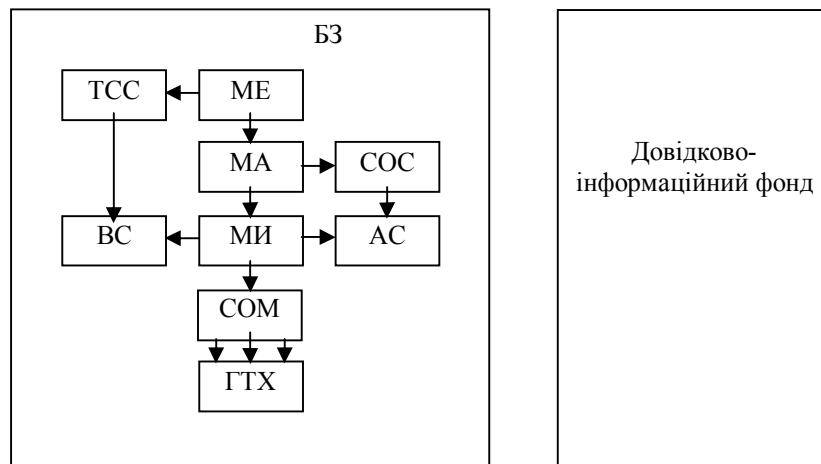 БЗ
ТСС
МЕ
МА
СОС
ВС
МИ
АС
СОМ
ГТХ
Довідково-
інформаційний фонд